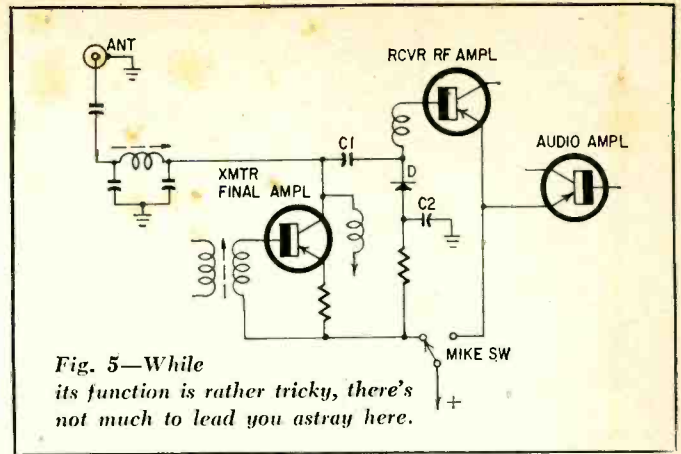 ANT
RCVR RF AMPL
AUDIO AMPL
C1
XMTR
FINAL AMPL
D
C2
MIKE SW
+
Fig. 5—While
its function is rather tricky, there's
not much to lead you astray here.